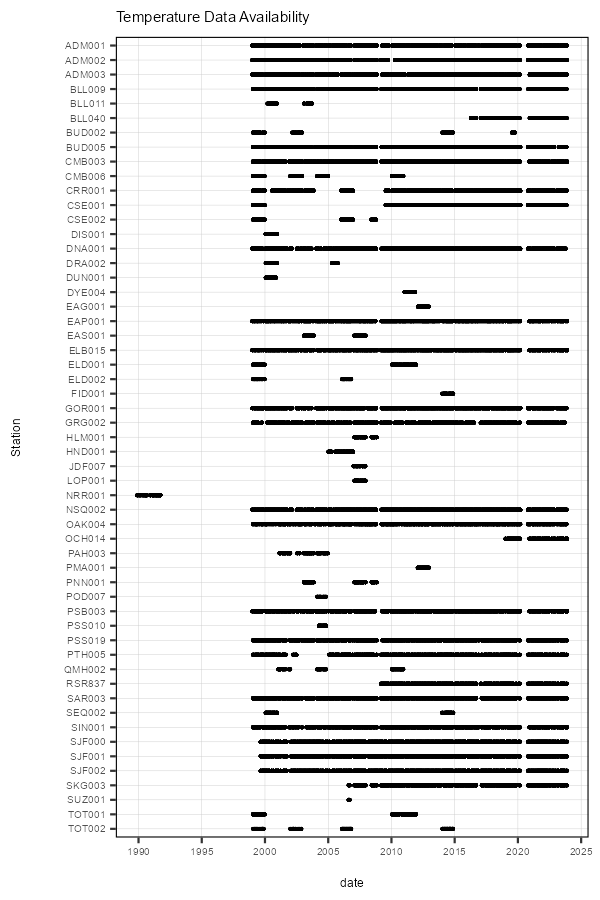 Temperature Data Availability
Station
ADM001
ADM002
ADM003
BLL009
BLL011
BLL040
BUD002
BUD005
CMB003
CMB006
CRR001
CSE001
CSE002
DIS001
DNA001
DRA002
DUN001
DYE004
EAG001
EAP001
EAS001
ELB015
ELD001
ELD002
FID001
GOR001
GRG002
HLM001
HND001
JDF007
LOP001
NRR001
NSQ002
OAK004
OCH014
PAH003
PMA001
PNN001
POD007
PSB003
PSS010
PSS019
PTH005
QMH002
RSR837
SAR003
SEQ002
SIN001
SJF000
SJF001
SJF002
SKG003
SUZ001
TOT001
TOT002
1990 1995 2000 2005 2010 2015 2020 2025
date